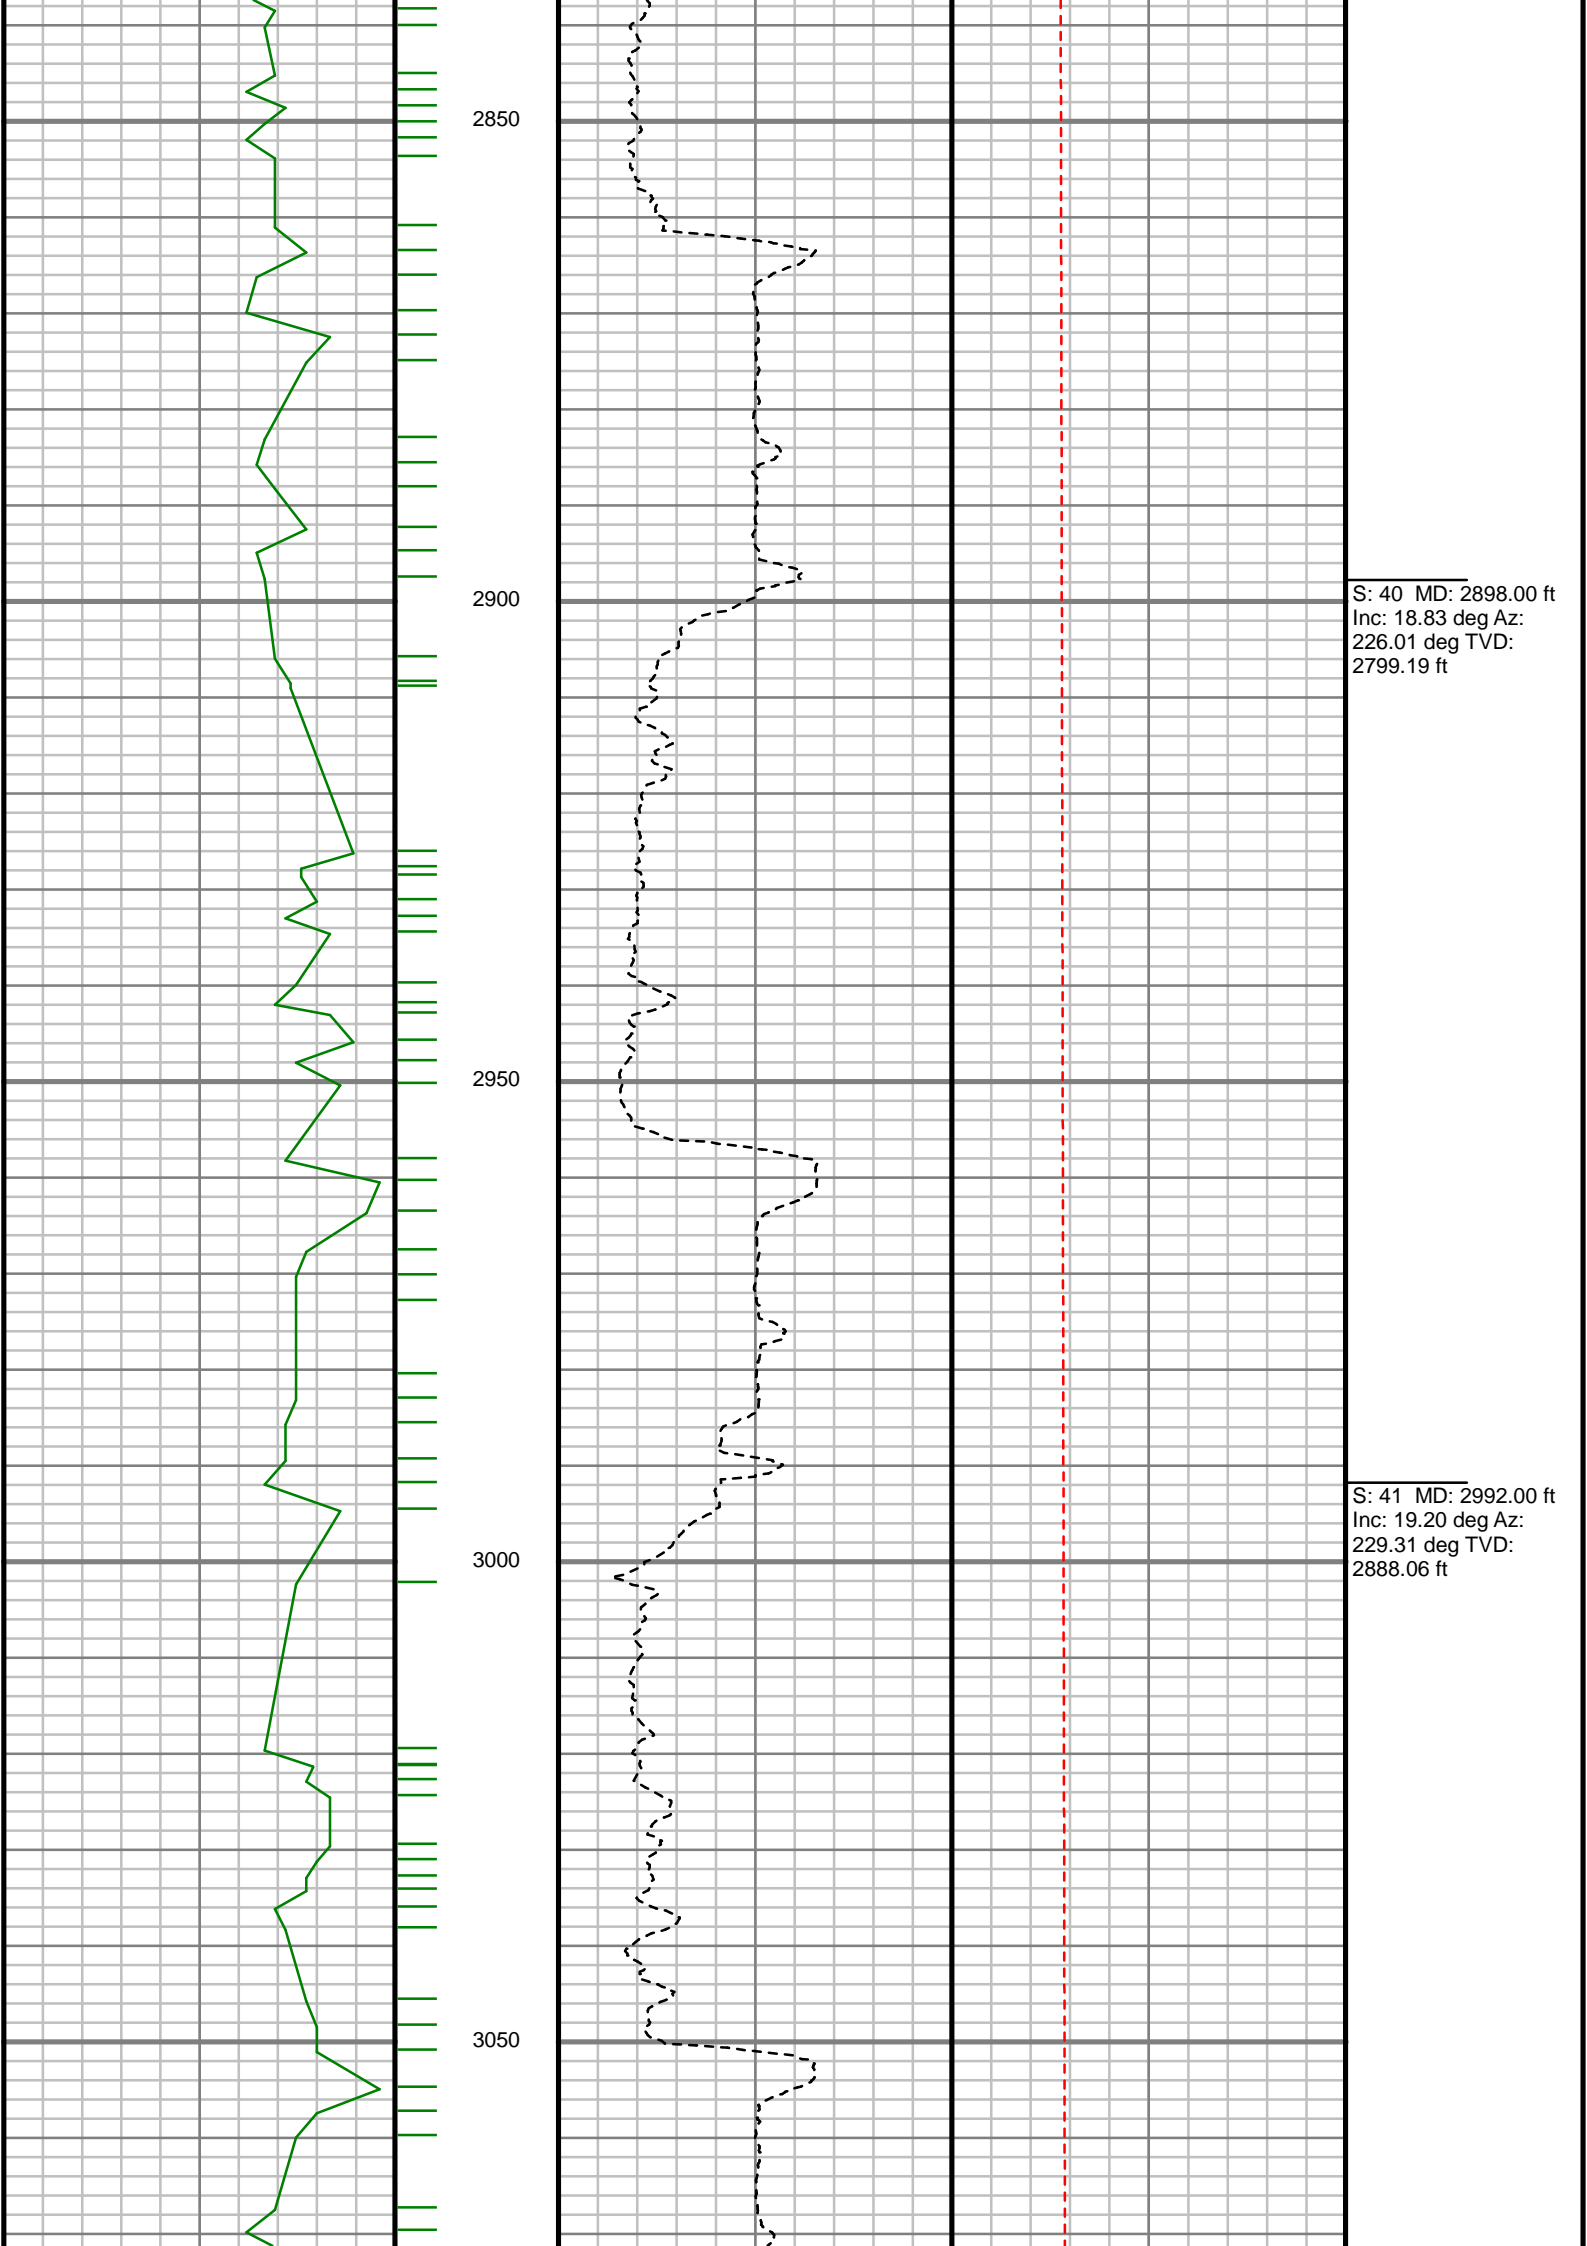 2850
2900
S: 40 MD: 2898.00 ft
Inc: 18.83 deg Az:
226.01 deg TVD:
2799.19 ft
2950
S: 41 MD: 2992.00 ft
Inc: 19.20 deg Az:
229.31 deg TVD:
2888.06 ft
3000
3050